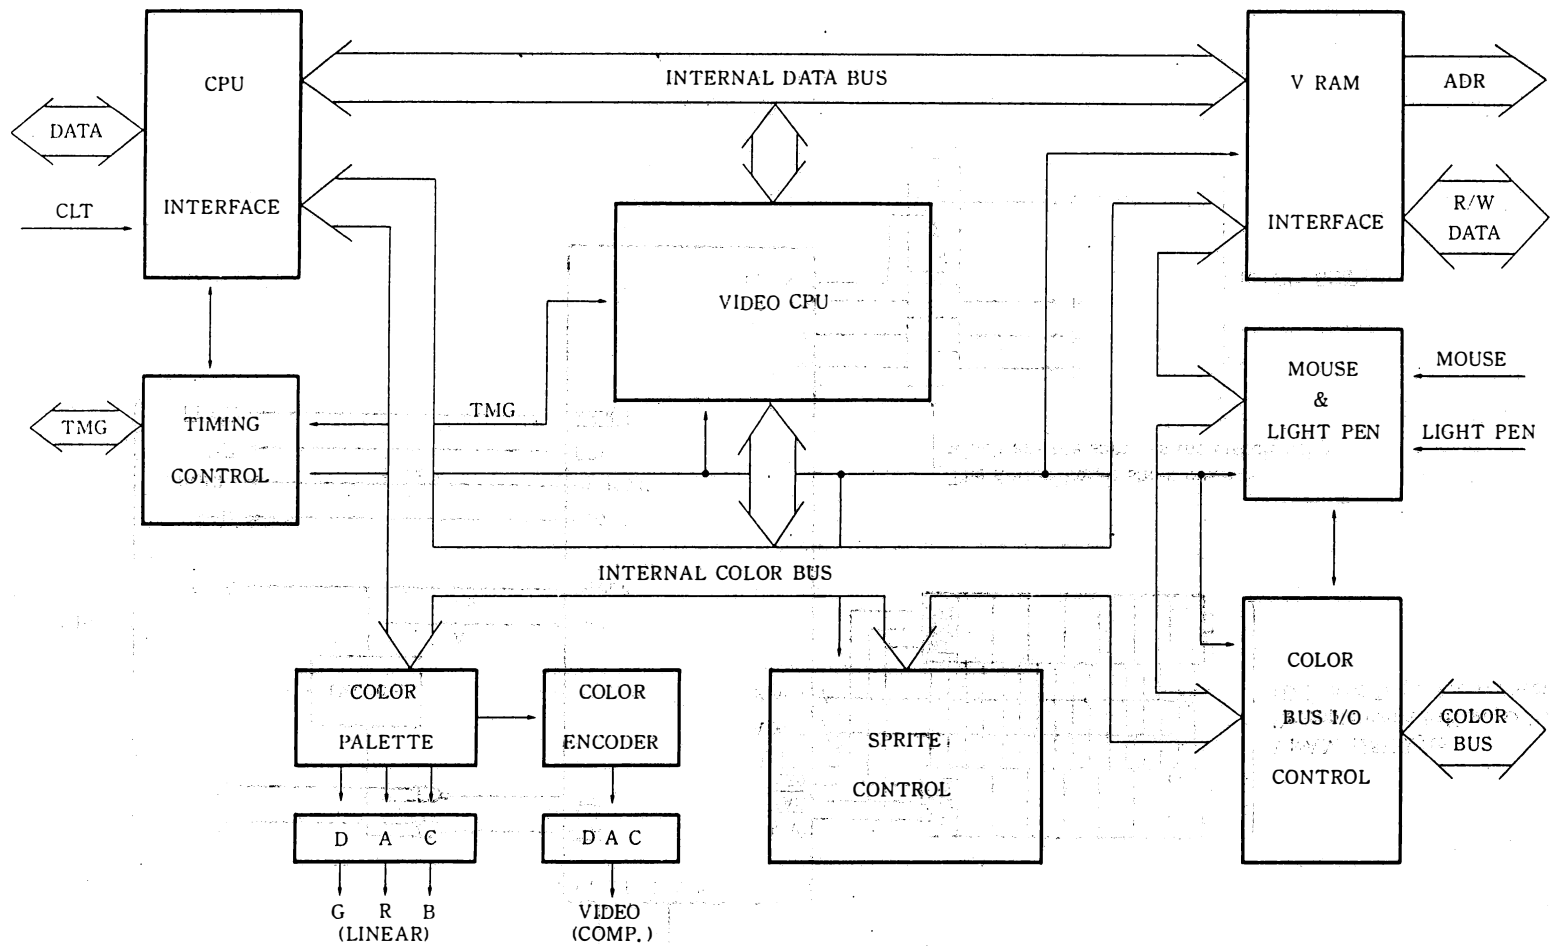 CPU
INTERFACE
DATA
CLT
INTERNAL DATA BUS
V RAM
INTERFACE
ADR
R/W
DATA
VIDEO CPU
TMG
TIMING
CONTROL
TMG
MOUSE
&
LIGHT PEN
MOUSE
LIGHT PEN
INTERNAL COLOR BUS
COLOR
PALETTE
COLOR
ENCODER
SPRITE
CONTROL
COLOR
BUS I/O
CONTROL
COLOR
BUS
D A C
D A C
G R B
(LINEAR)
VIDEO
(COMP.)